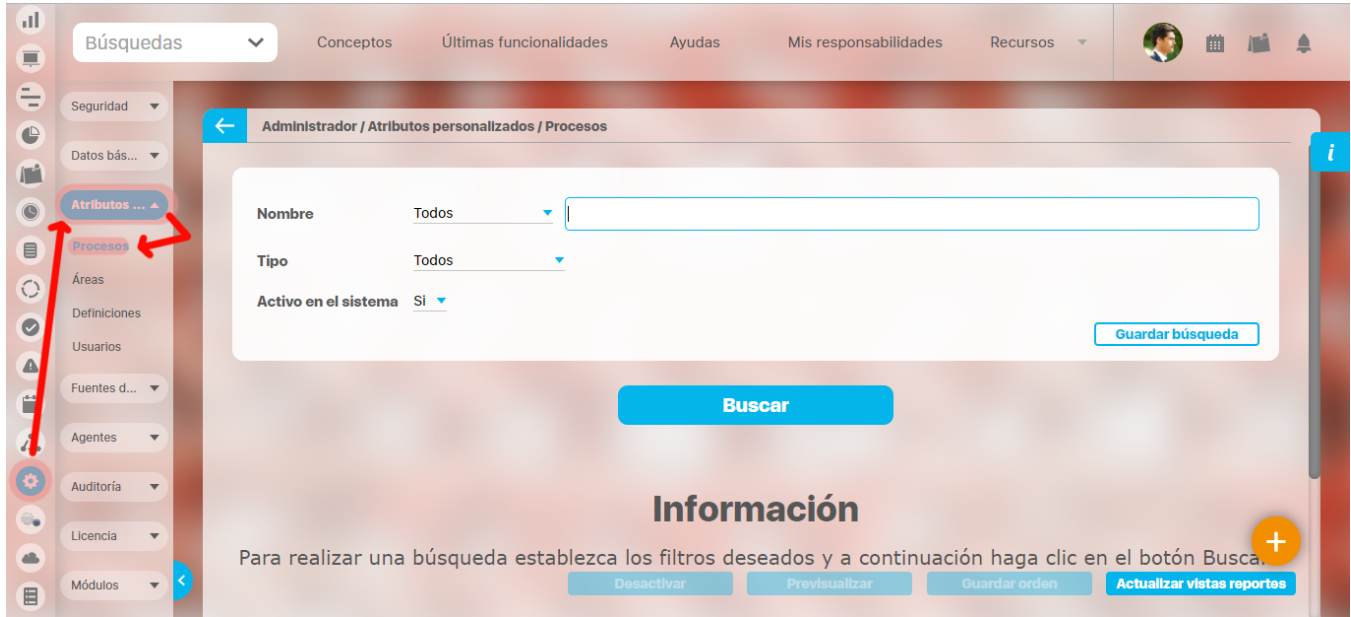 Búsquedas
Conceptos
Últimas funcionalidades
Ayudas
Mis responsabilidades
Recursos
Seguridad
Datos bás...
Atributos ...
Procesos
Áreas
Definiciones
Usuarios
Fuentes d...
Agentes
Auditoría
Licencia
Módulos
Administrador / Atributos personalizados / Procesos
i
Nombre Todos
Tipo Todos
Activo en el sistema Si
Guardar búsqueda
Buscar
Información
Para realizar una búsqueda establezca los filtros deseados y a continuación haga clic en el botón Busca.
+
Desactivar Previsualizar Guardar orden Actualizar vistas reportes